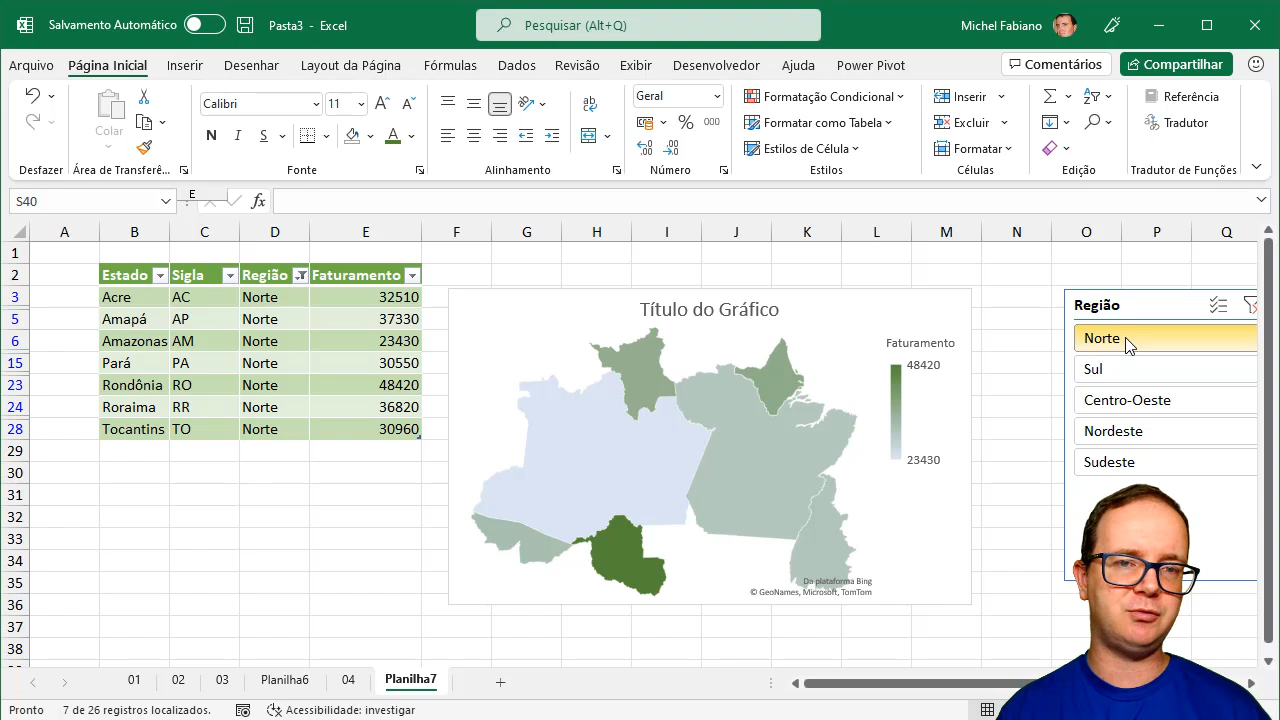 Salvamento Automático
Pasta3 - Excel
Pesquisar (Alt+Q)
Michel Fabiano
Arquivo
Página Inicial
Inserir
Desenhar
Layout da Página
Fórmulas
Dados
Revisão
Exibir
Desenvolvedor
Ajuda
Power Pivot
Comentários
Compartilhar
Colar
Calibri
11
N I S
Geral
Formatação Condicional
Formatar como Tabela
Estilos de Célula
Inserir
Excluir
Formatar
Referência
Tradutor
Desfazer
Área de Transferê...
Fonte
Alinhamento
Número
Estilos
Células
Edição
Tradutor de Funções
S40
E
fx
A B C D E F G H I J K L M N O P Q
1
2 Estado Sigla Região Faturamento
3 Acre AC Norte 32510
5 Amapá AP Norte 37330
6 Amazonas AM Norte 23430
15 Pará PA Norte 30550
23 Rondônia RO Norte 48420
24 Roraima RR Norte 36820
28 Tocantins TO Norte 30960
29
30
31
32
33
34
35
36
37
38
Título do Gráfico
Faturamento
48420
23430
Da plataforma Bing
© GeoNames, Microsoft, TomTom
Região
Norte
Sul
Centro-Oeste
Nordeste
Sudeste
01 02 03 Planilha6 04 Planilha7
Pronto
7 de 26 registros localizados.
Acessibilidade: investigar